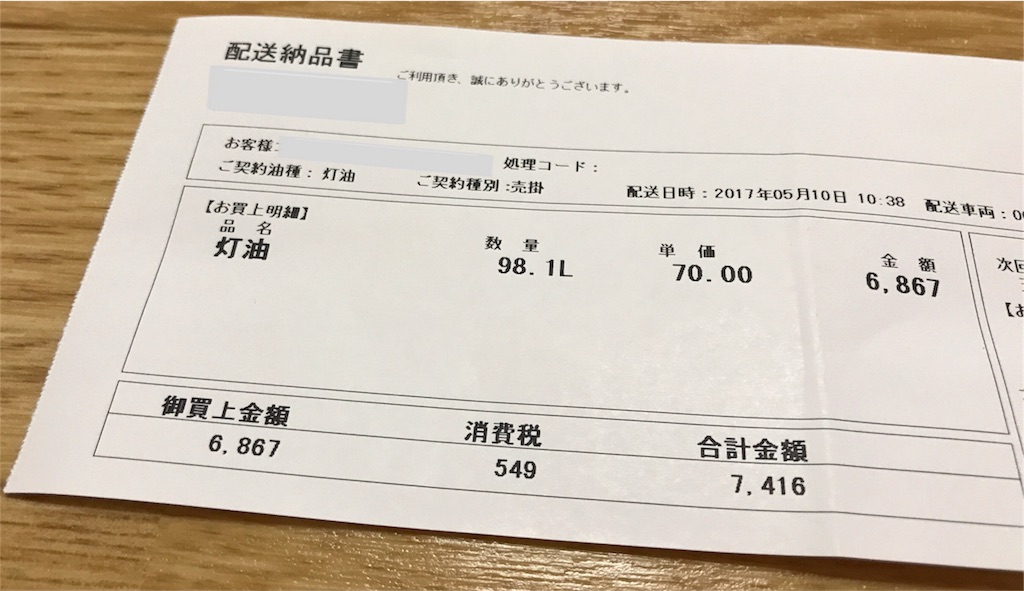 配送納品書
ご利用頂き、誠にありがとうございます。
お客様: 処理コード：
ご契約油種：灯油 ご契約種別:売掛 配送日時：2017年05月10日 10:38 配送車両：
【お買上明細】
品 名 数 量 単 価 金 額 次回
灯油 98.1L 70.00 6,867
【お
御買上金額 消費税 合計金額
6,867 549 7,416